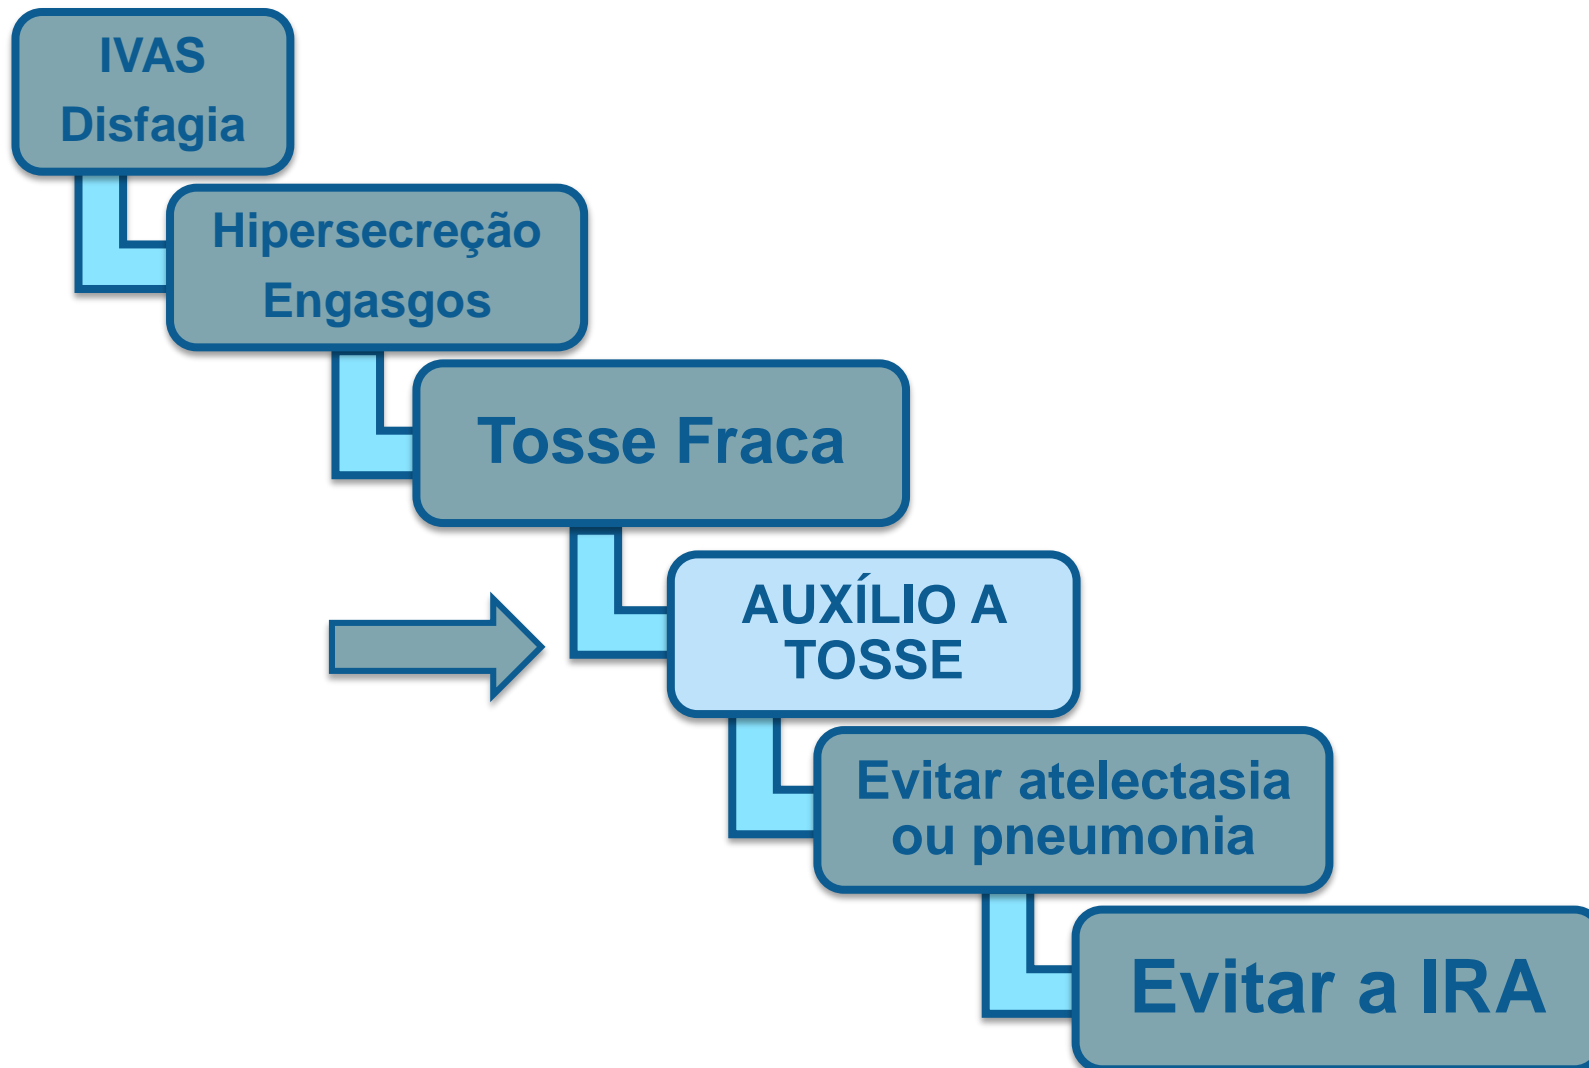 IVAS
Disfagia
Hipersecreção
Engasgos
Tosse Fraca
AUXÍLIO A
TOSSE
Evitar atelectasia
ou pneumonia
Evitar a IRA